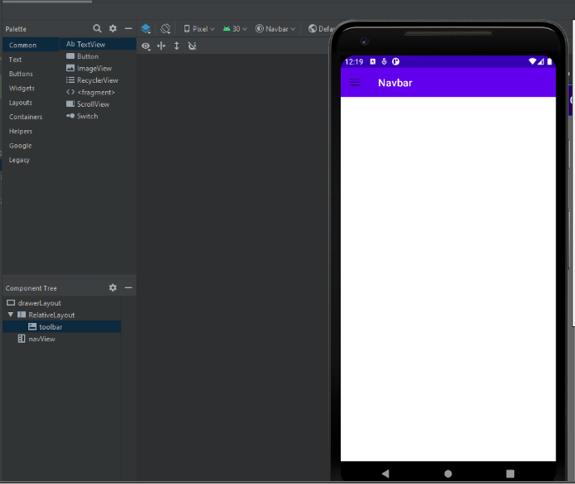 Palette
Pixel
30
Navbar
Common
Ab TextView
Text
Button
Buttons
ImageView
RecyclerView
Widgets
<> <fragment>
Layouts
ScrollView
Containers
Switch
Helpers
Google
Legacy
12:19
Navbar
Component Tree
drawerLayout
RelativeLayout
toolbar
navView